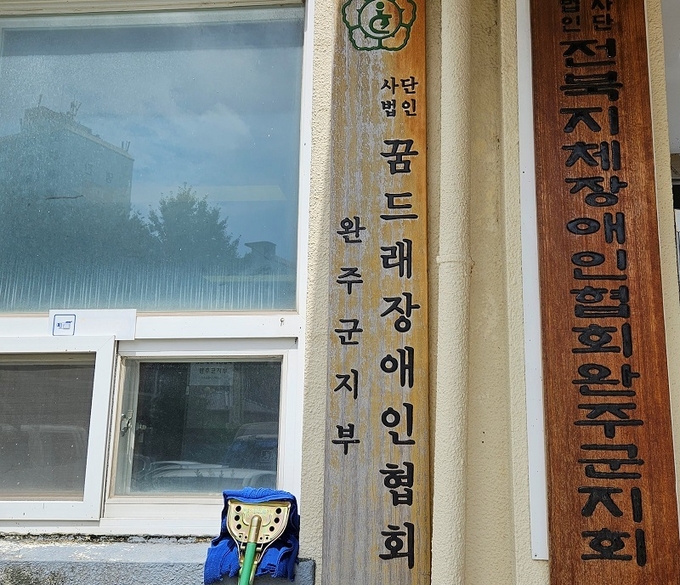 사단
법인
꿈드래장애인협회
완주군지부
사단
법인
전북지체장애인협회완주군지회